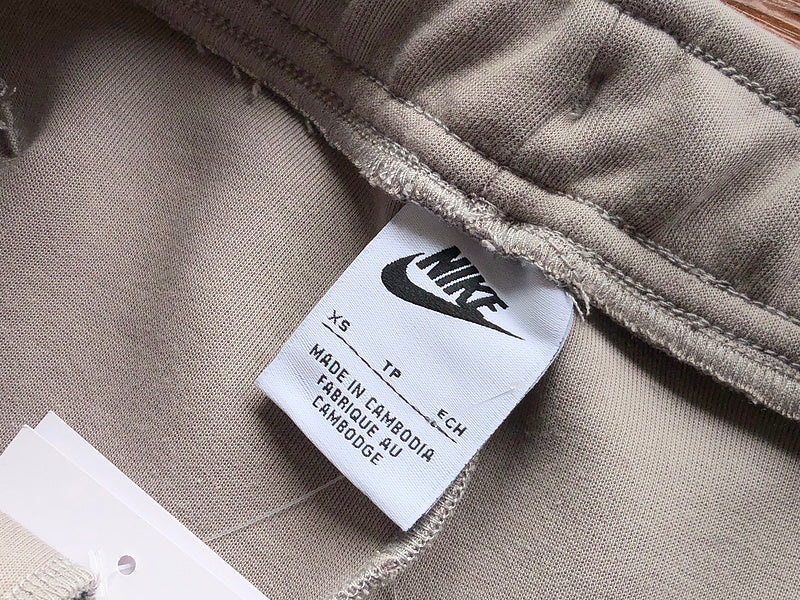 NIKE
XS TP ECH
MADE IN CAMBODIA
FABRIQUE AU
CAMBODGE